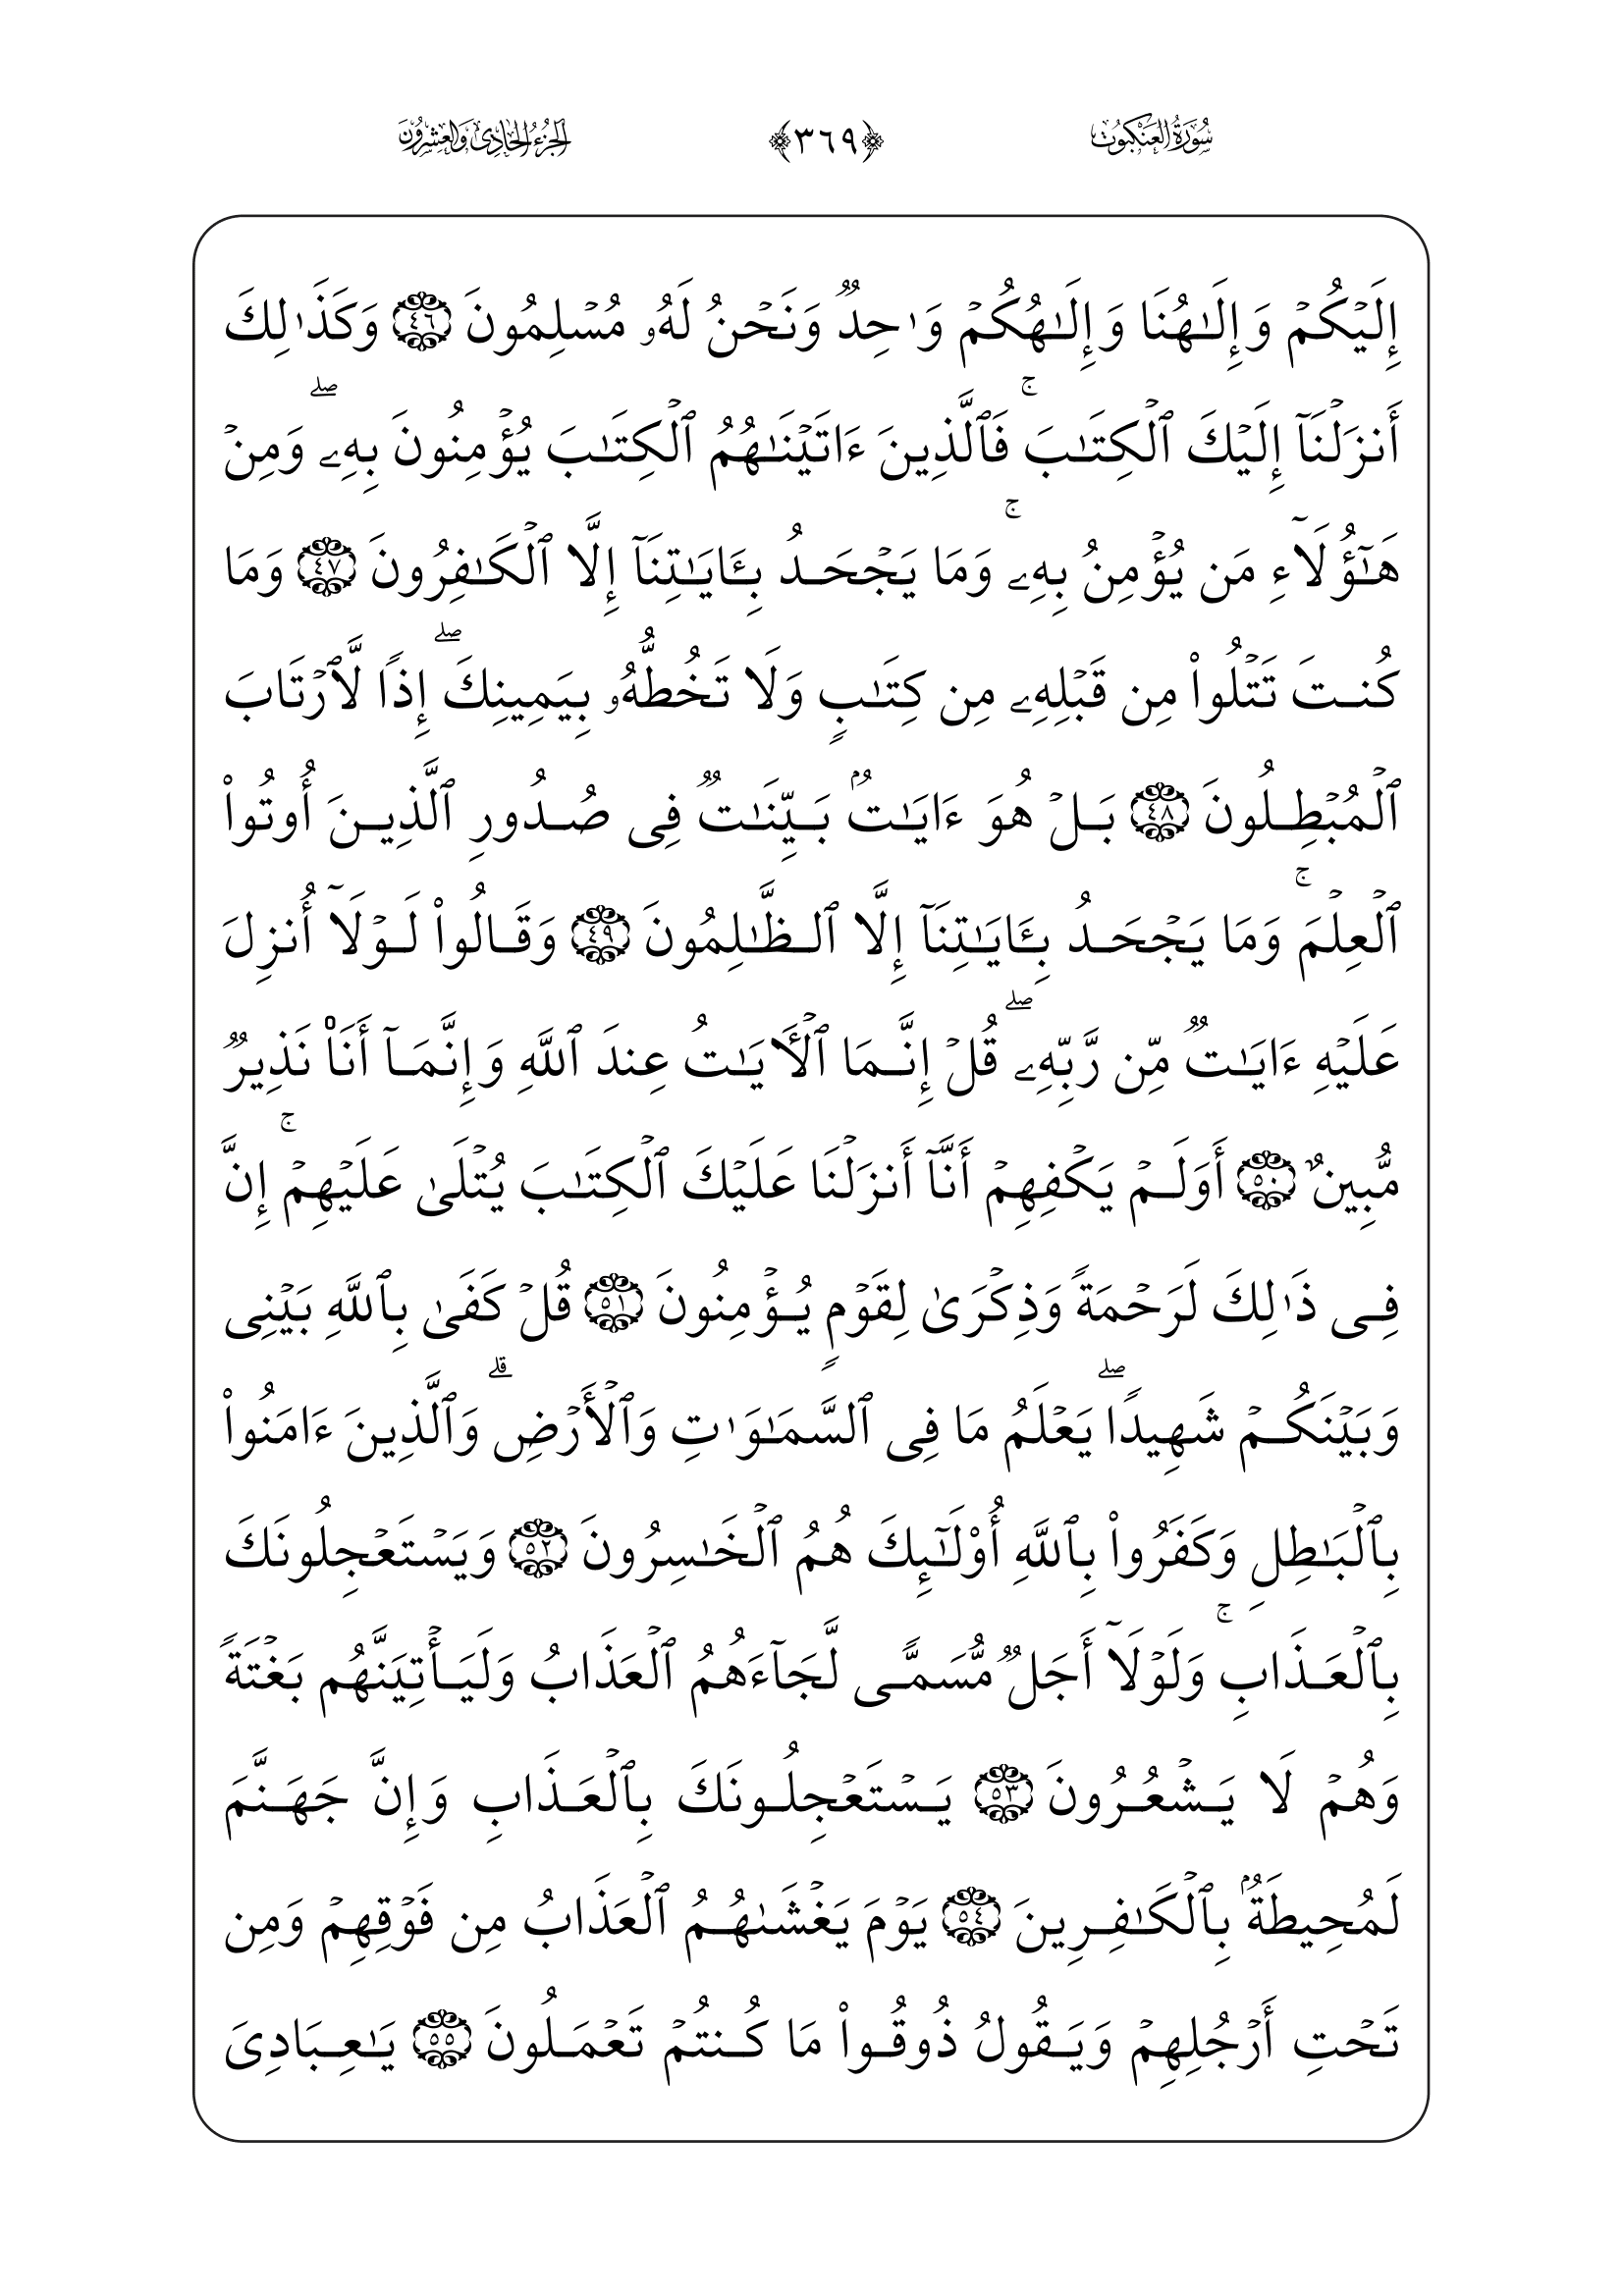 سُورَةُ العَنكَبُوت ﴿٣٦٩﴾ الجُزءُ الحَادِي وَالعِشرُونَ
إِلَيۡكُمۡ وَإِلَٰهُنَا وَإِلَٰهُكُمۡ وَٰحِدٞ وَنَحۡنُ لَهُۥ مُسۡلِمُونَ ٤٦ وَكَذَٰلِكَ
أَنزَلۡنَآ إِلَيۡكَ ٱلۡكِتَٰبَۚ فَٱلَّذِينَ ءَاتَيۡنَٰهُمُ ٱلۡكِتَٰبَ يُؤۡمِنُونَ بِهِۦۖ وَمِنۡ
هَٰٓؤُلَآءِ مَن يُؤۡمِنُ بِهِۦۚ وَمَا يَجۡحَدُ بِـَٔايَٰتِنَآ إِلَّا ٱلۡكَٰفِرُونَ ٤٧ وَمَا
كُنتَ تَتۡلُواْ مِن قَبۡلِهِۦ مِن كِتَٰبٖ وَلَا تَخُطُّهُۥ بِيَمِينِكَۖ إِذٗا لَّٱرۡتَابَ
ٱلۡمُبۡطِلُونَ ٤٨ بَلۡ هُوَ ءَايَٰتُۢ بَيِّنَٰتٞ فِي صُدُورِ ٱلَّذِينَ أُوتُواْ
ٱلۡعِلۡمَۚ وَمَا يَجۡحَدُ بِـَٔايَٰتِنَآ إِلَّا ٱلظَّٰلِمُونَ ٤٩ وَقَالُواْ لَوۡلَآ أُنزِلَ
عَلَيۡهِ ءَايَٰتٞ مِّن رَّبِّهِۦۖ قُلۡ إِنَّمَا ٱلۡأٓيَٰتُ عِندَ ٱللَّهِ وَإِنَّمَآ أَنَا۠ نَذِيرٞ
مُّبِينٌ ٥٠ أَوَلَمۡ يَكۡفِهِمۡ أَنَّآ أَنزَلۡنَا عَلَيۡكَ ٱلۡكِتَٰبَ يُتۡلَىٰ عَلَيۡهِمۡۚ إِنَّ
فِي ذَٰلِكَ لَرَحۡمَةٗ وَذِكۡرَىٰ لِقَوۡمٖ يُؤۡمِنُونَ ٥١ قُلۡ كَفَىٰ بِٱللَّهِ بَيۡنِي
وَبَيۡنَكُمۡ شَهِيدٗاۖ يَعۡلَمُ مَا فِي ٱلسَّمَٰوَٰتِ وَٱلۡأَرۡضِۗ وَٱلَّذِينَ ءَامَنُواْ
بِٱلۡبَٰطِلِ وَكَفَرُواْ بِٱللَّهِ أُوْلَٰٓئِكَ هُمُ ٱلۡخَٰسِرُونَ ٥٢ وَيَسۡتَعۡجِلُونَكَ
بِٱلۡعَذَابِ وَلَوۡلَآ أَجَلٞ مُّسَمّٗى لَّجَآءَهُمُ ٱلۡعَذَابُۚ وَلَيَأۡتِيَنَّهُم بَغۡتَةٗ
وَهُمۡ لَا يَشۡعُرُونَ ٥٣ يَسۡتَعۡجِلُونَكَ بِٱلۡعَذَابِ وَإِنَّ جَهَنَّمَ
لَمُحِيطَةُۢ بِٱلۡكَٰفِرِينَ ٥٤ يَوۡمَ يَغۡشَىٰهُمُ ٱلۡعَذَابُ مِن فَوۡقِهِمۡ وَمِن
تَحۡتِ أَرۡجُلِهِمۡ وَيَقُولُ ذُوقُواْ مَا كُنتُمۡ تَعۡمَلُونَ ٥٥ يَٰعِبَادِيَ